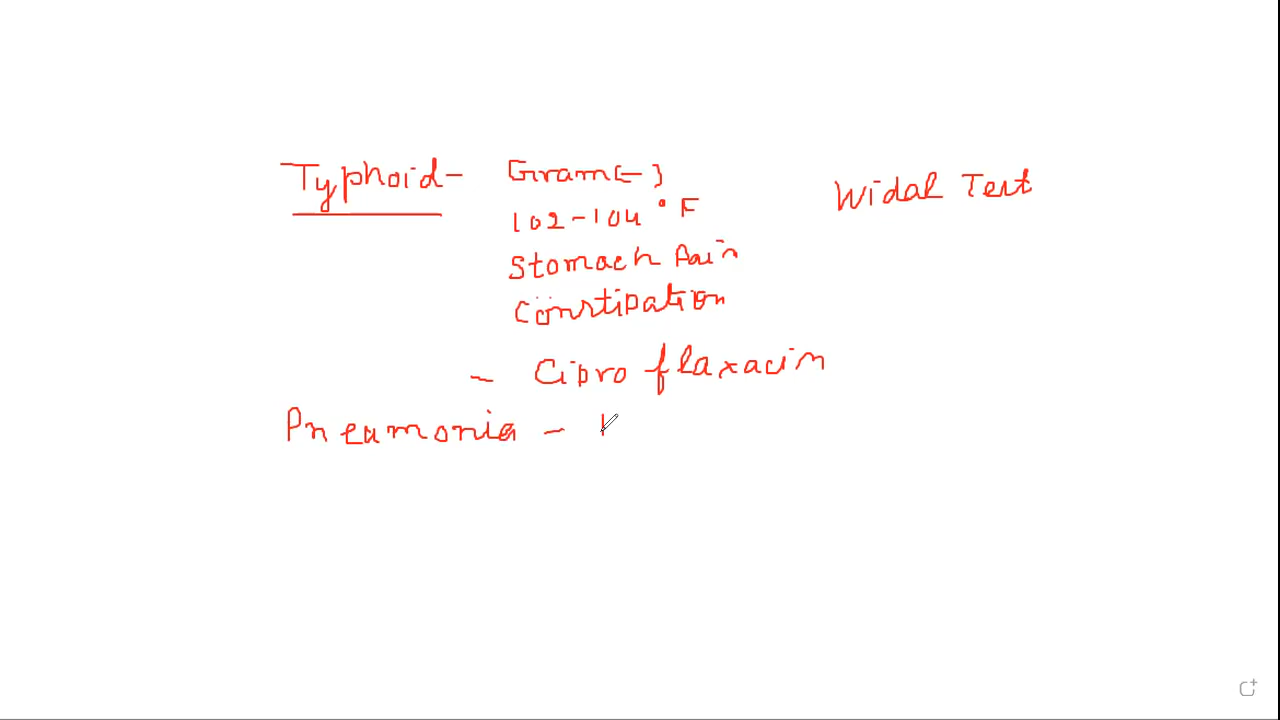 Typhoid- Gram(-) Widal Test
102-104°F
Stomach Pain
Constipation
- Ciproflaxacin
Pneumonia -